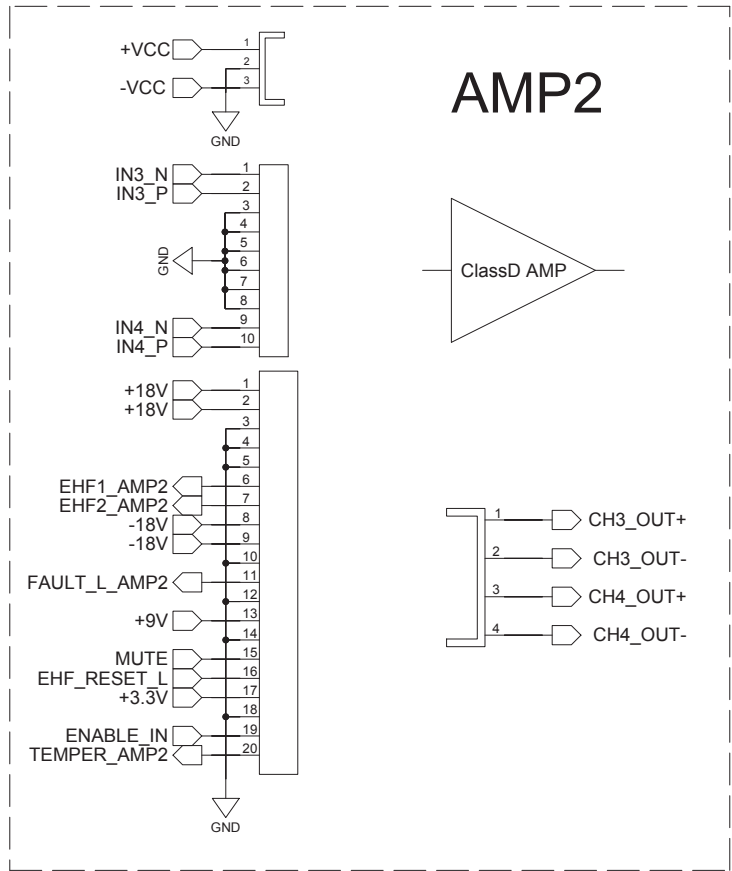 AMP2
+VCC 1
2
-VCC 3
GND
IN3_N 1
IN3_P 2
3
4
5
GND
6
7
8
IN4_N 9
IN4_P 10
ClassD AMP
+18V 1
+18V 2
3
4
5
EHF1_AMP2 6
EHF2_AMP2 7
-18V 8
-18V 9
10
FAULT_L_AMP2 11
12
+9V 13
14
MUTE 15
EHF_RESET_L 16
+3.3V 17
18
ENABLE_IN 19
TEMPER_AMP2 20
GND
1 CH3_OUT+
2 CH3_OUT-
3 CH4_OUT+
4 CH4_OUT-